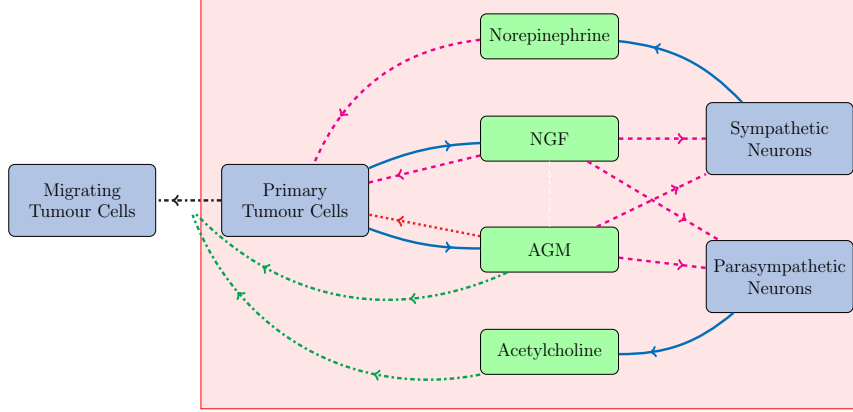 Norepinephrine
NGF
Sympathetic
Neurons
Migrating
Tumour Cells
Primary
Tumour Cells
AGM
Parasympathetic
Neurons
Acetylcholine